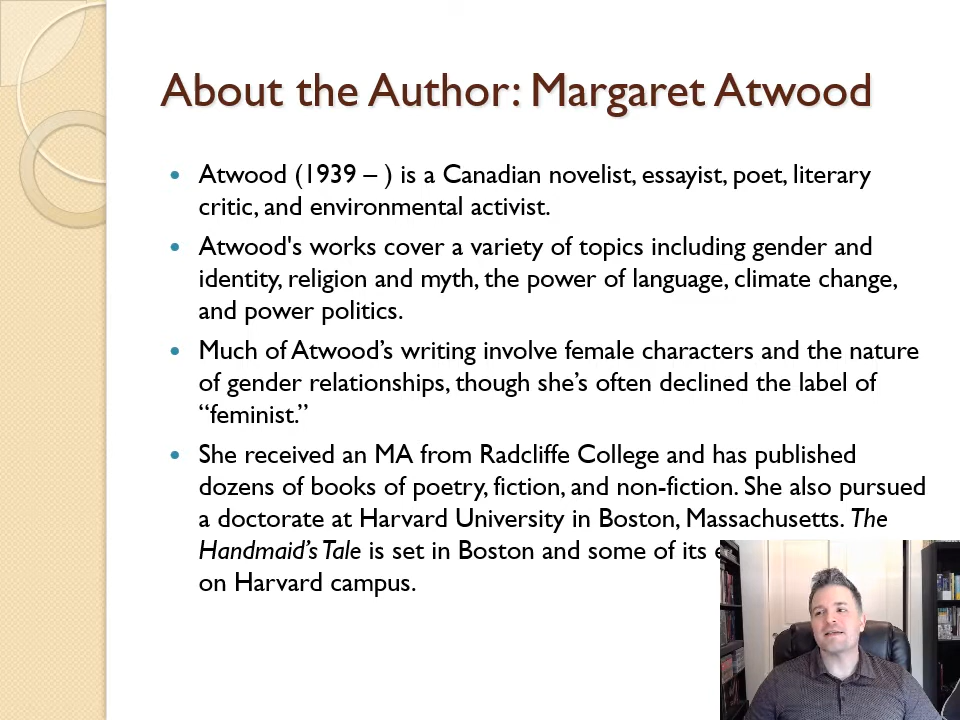 About the Author: Margaret Atwood
Atwood (1939 – ) is a Canadian novelist, essayist, poet, literary
critic, and environmental activist.
Atwood's works cover a variety of topics including gender and
identity, religion and myth, the power of language, climate change,
and power politics.
Much of Atwood’s writing involve female characters and the nature
of gender relationships, though she’s often declined the label of
“feminist.”
She received an MA from Radcliffe College and has published
dozens of books of poetry, fiction, and non-fiction. She also pursued
a doctorate at Harvard University in Boston, Massachusetts. The
Handmaid’s Tale is set in Boston and some of its
on Harvard campus.